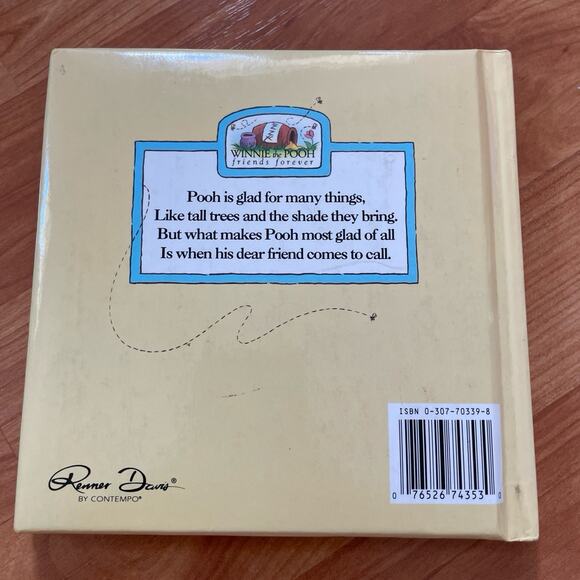 WINNIE the POOH
friends forever
Pooh is glad for many things,
Like tall trees and the shade they bring.
But what makes Pooh most glad of all
Is when his dear friend comes to call.
ISBN 0-307-70339-8
0 76526 74353 0
Renner Davis®
BY CONTEMPO®